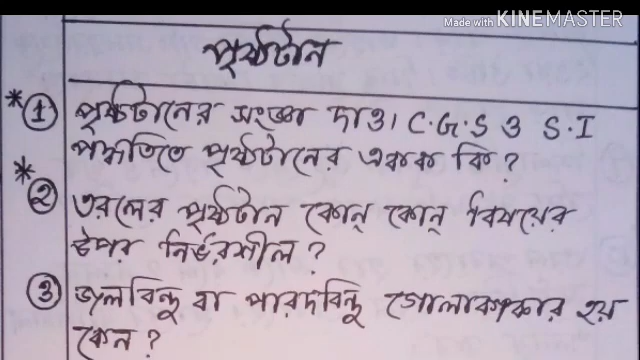 Made with KINEMASTER
পৃষ্ঠটান
* ① পৃষ্ঠটানের সংজ্ঞা দাও। C.G.S ও S.I
পদ্ধতিতে পৃষ্ঠটানের একক কি?
* ② তরলের পৃষ্ঠটান কোন্ কোন্ বিষয়ের
উপর নির্ভরশীল?
③ জলবিন্দু বা পারদবিন্দু গোলাকাকার হয়
কেন?